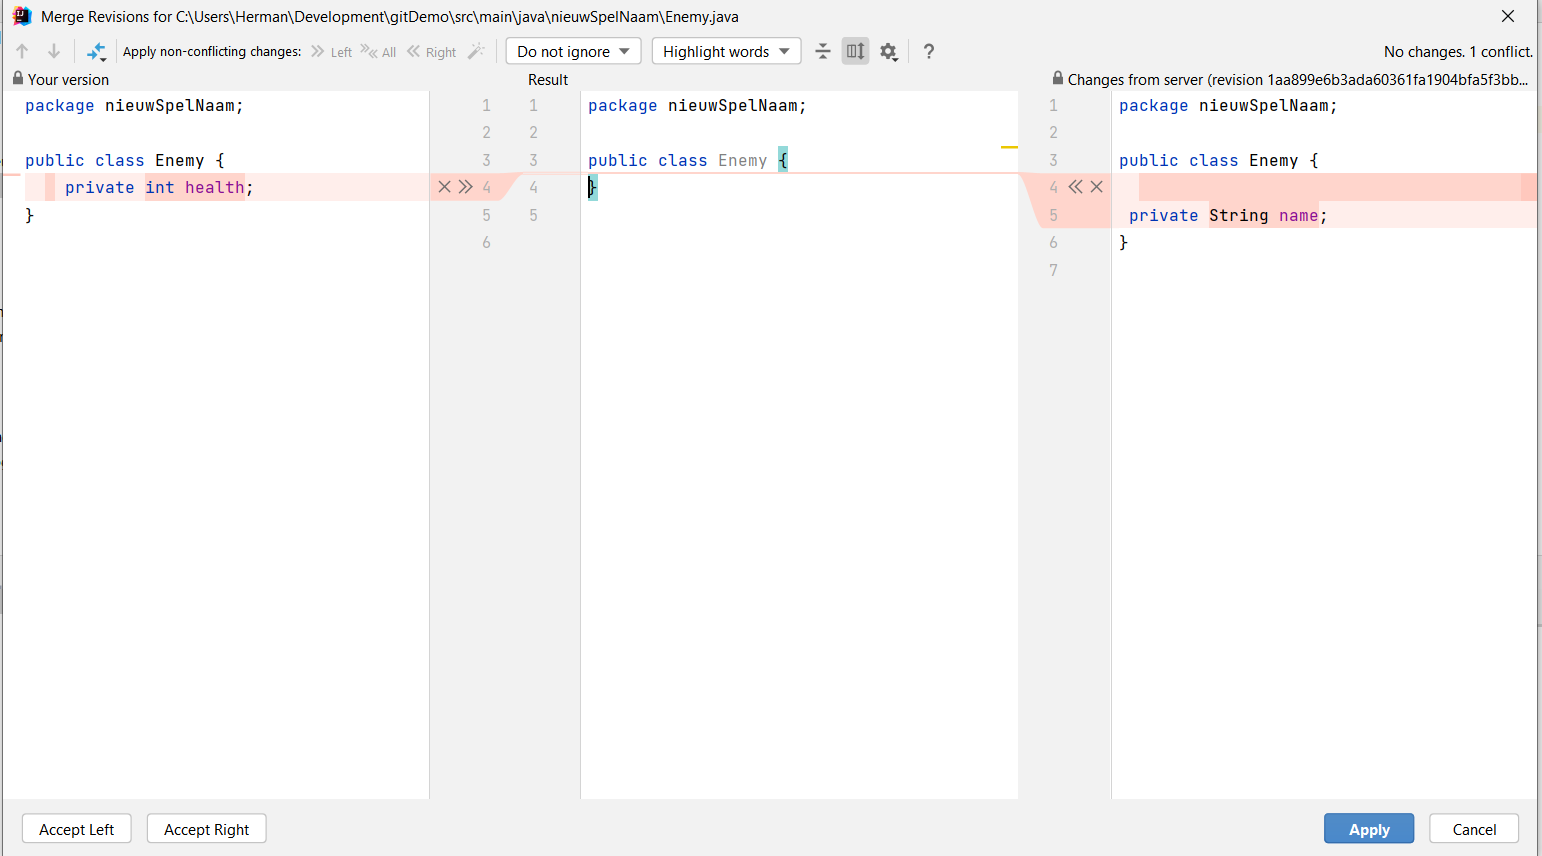 Merge Revisions for C:\Users\Herman\Development\gitDemo\src\main\java\nieuwSpelNaam\Enemy.java
Apply non-conflicting changes: Left All Right Do not ignore Highlight words ? No changes. 1 conflict.
Your version Result Changes from server (revision 1aa899e6b3ada60361fa1904bfa5f3bb...
package nieuwSpelNaam; 1 1 package nieuwSpelNaam; 1 package nieuwSpelNaam;
2 2 2
public class Enemy { 3 3 public class Enemy { 3 public class Enemy {
private int health; 4 4 } 4
} 5 5 5 private String name;
6 6 }
7
Accept Left Accept Right Apply Cancel